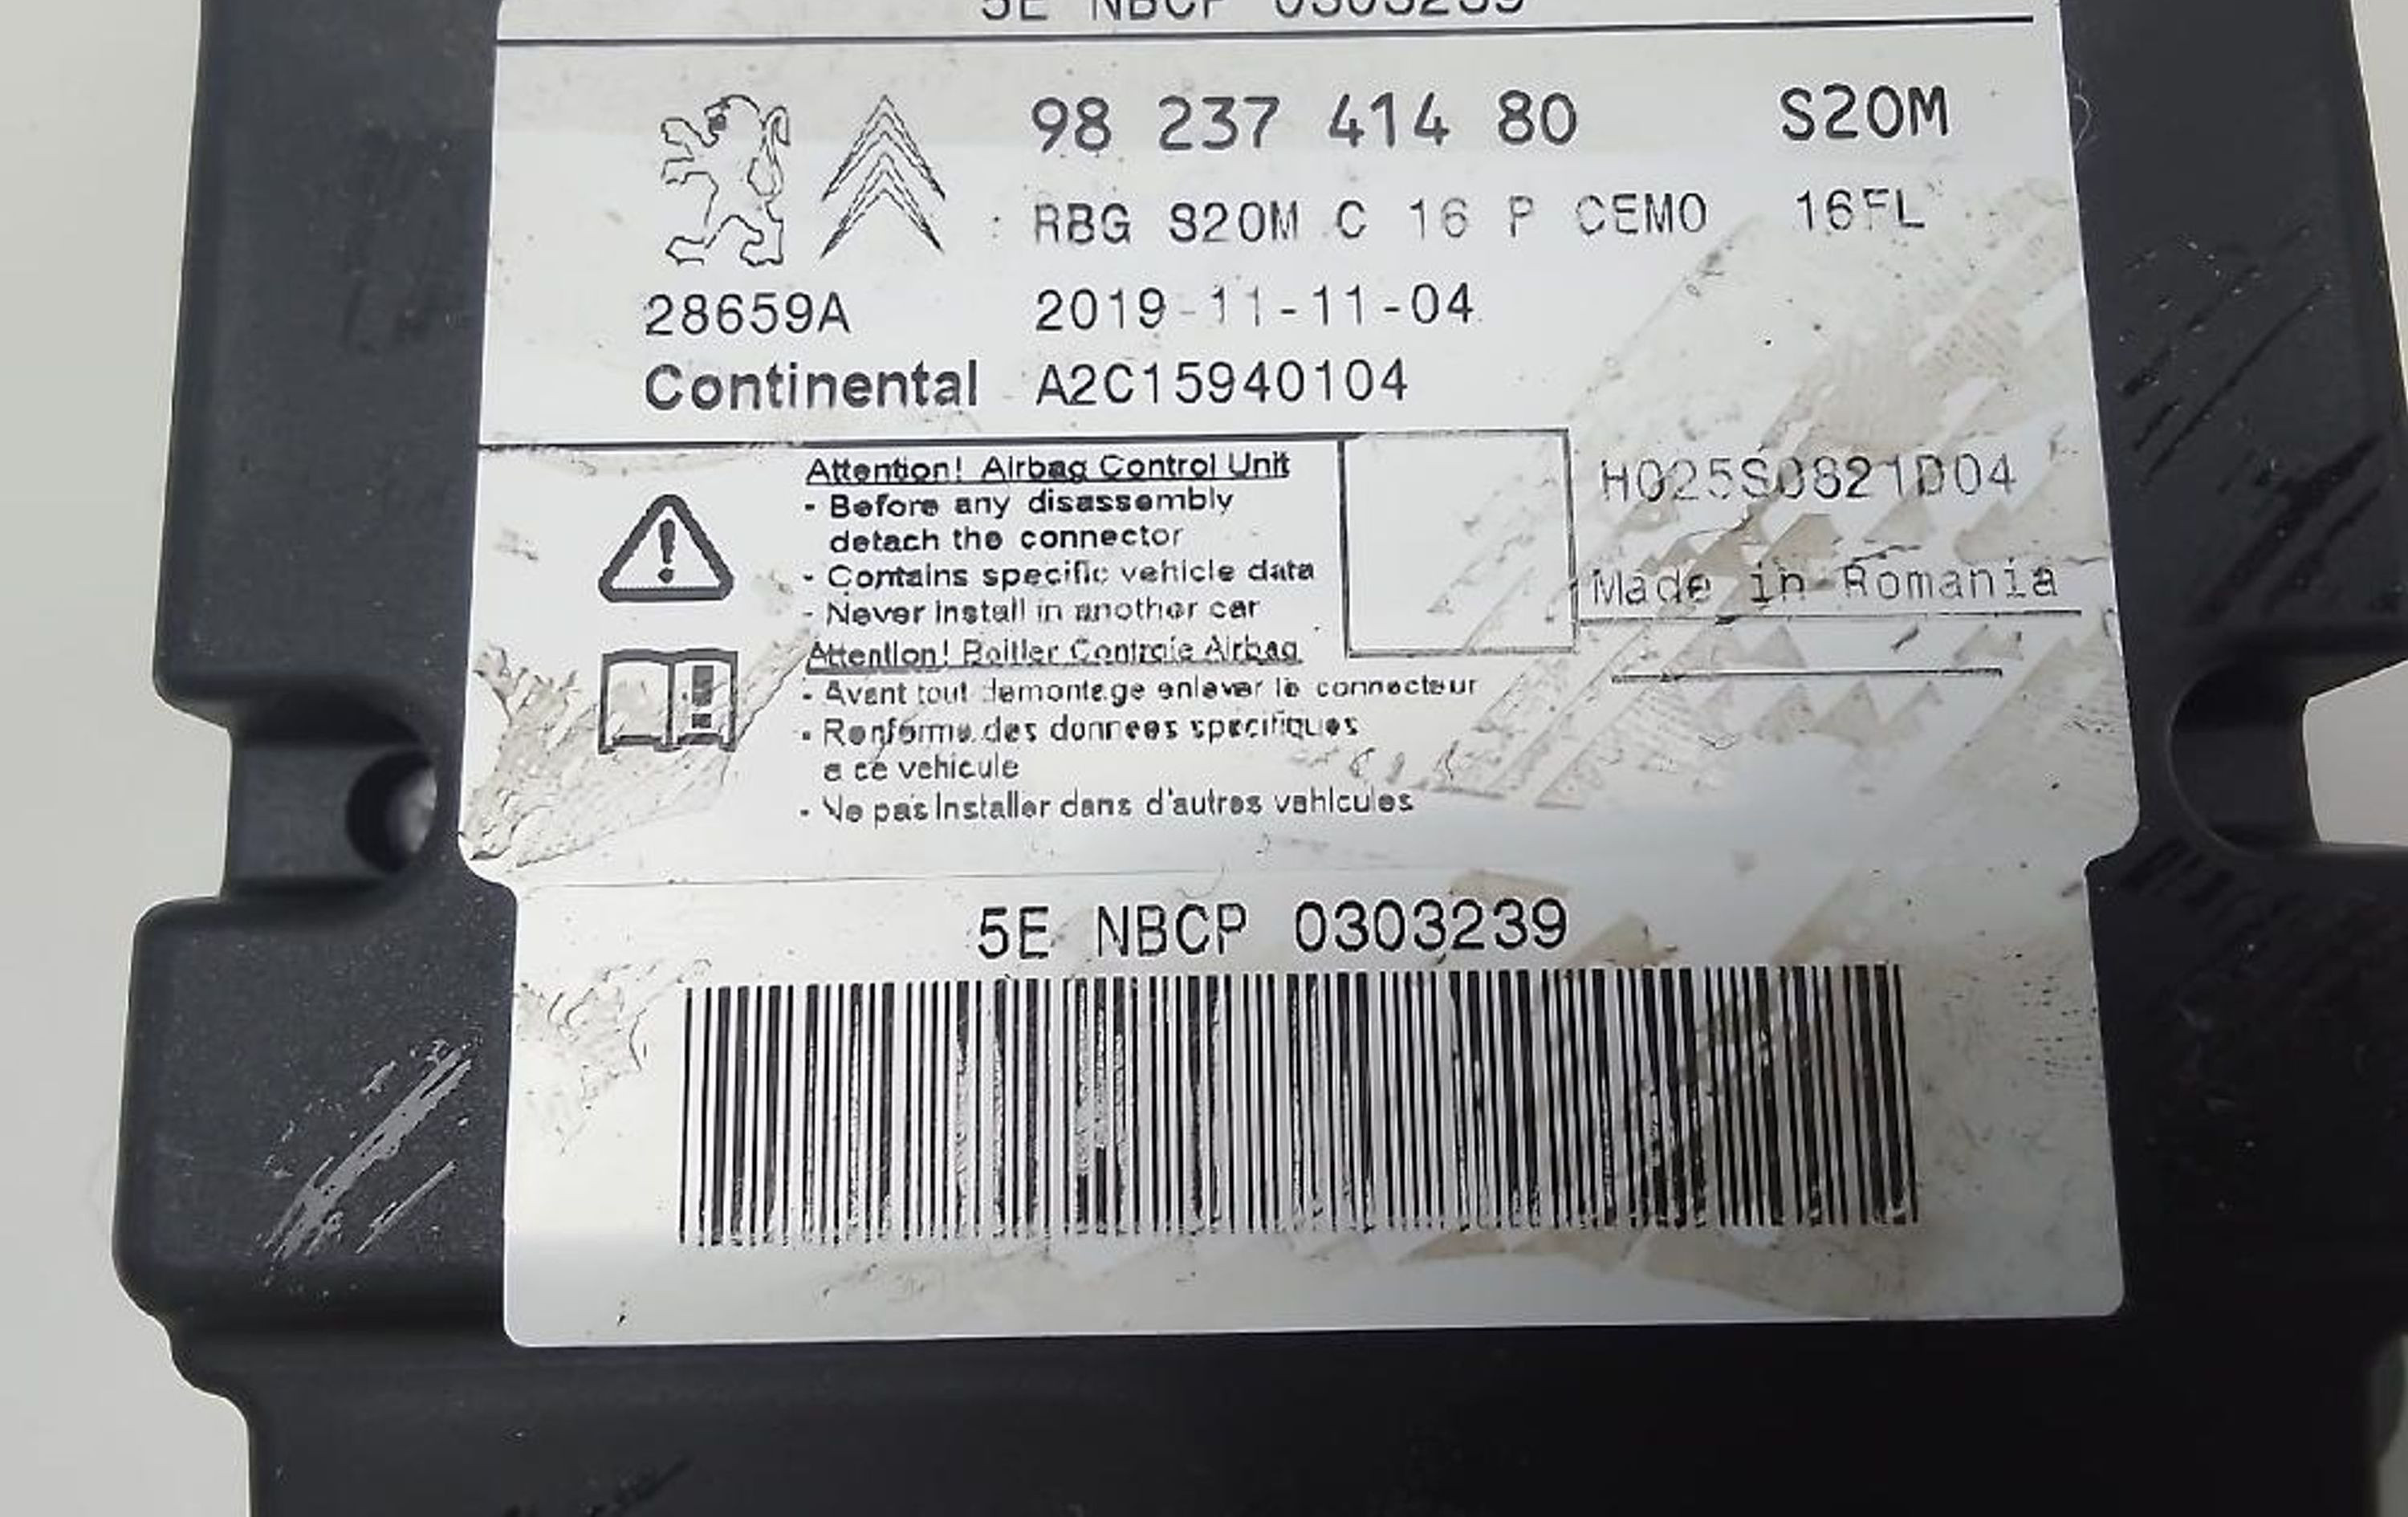 5E NBCP 0303239
98 237 414 80 S20M
RBG S20M C 16 P CEMO 16FL
28659A 2019-11-11-04
Continental A2C15940104
Attention! Airbag Control Unit
- Before any disassembly
detach the connector
- Contains specific vehicle data
- Never install in another car
H025S0821D04
Made in Romania
Attention! Boitier Controle Airbag
- Avant tout demontage enlever le connecteur
- Renferme des donnees specifiques
a ce vehicule
- Ne pas installer dans d'autres vehicules
5E NBCP 0303239